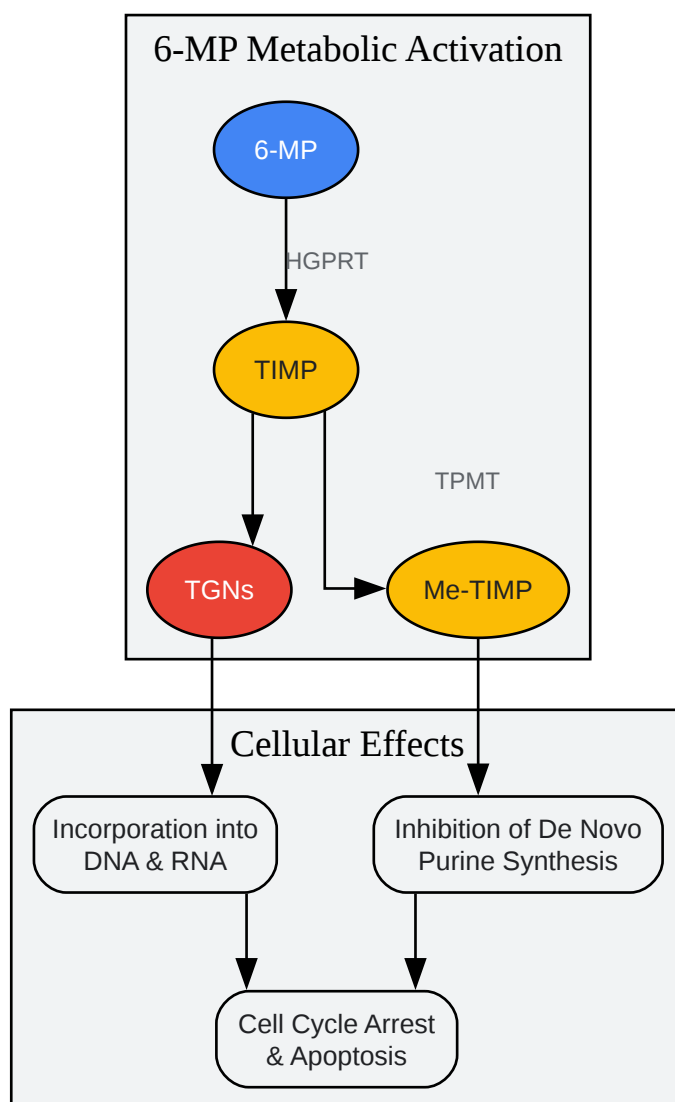 6-MP Metabolic Activation
6-MP
HGPRT
TIMP
TPMT
TGNs
Me-TIMP
Cellular Effects
Incorporation into
DNA & RNA
Inhibition of De Novo
Purine Synthesis
Cell Cycle Arrest
& Apoptosis